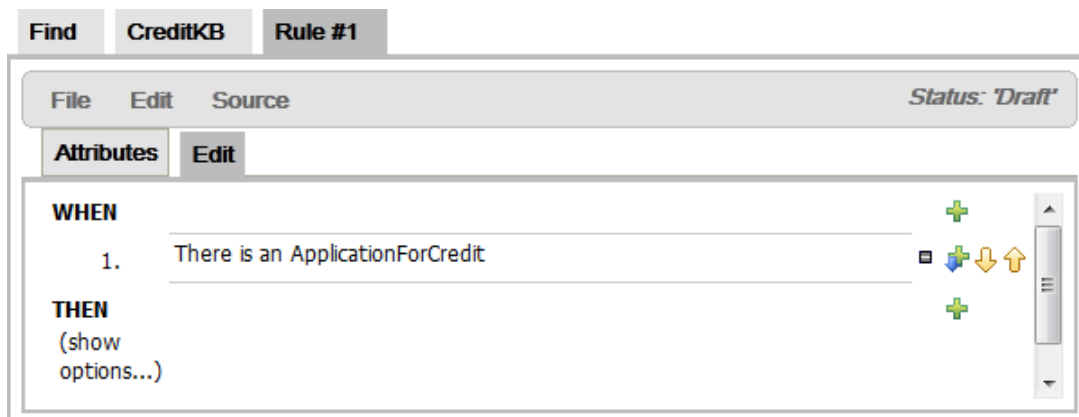 Find CreditKB Rule #1
File Edit Source Status: 'Draft'
Attributes Edit
WHEN
1. There is an ApplicationForCredit
THEN
(show
options...)